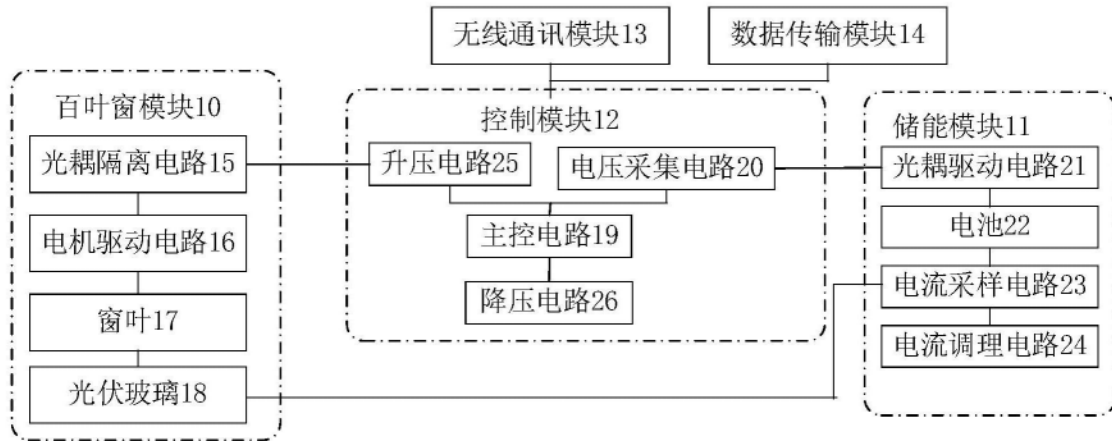 无线通讯模块13
数据传输模块14
百叶窗模块10
光耦隔离电路15
电机驱动电路16
窗叶17
光伏玻璃18
控制模块12
升压电路25
电压采集电路20
主控电路19
降压电路26
储能模块11
光耦驱动电路21
电池22
电流采样电路23
电流调理电路24